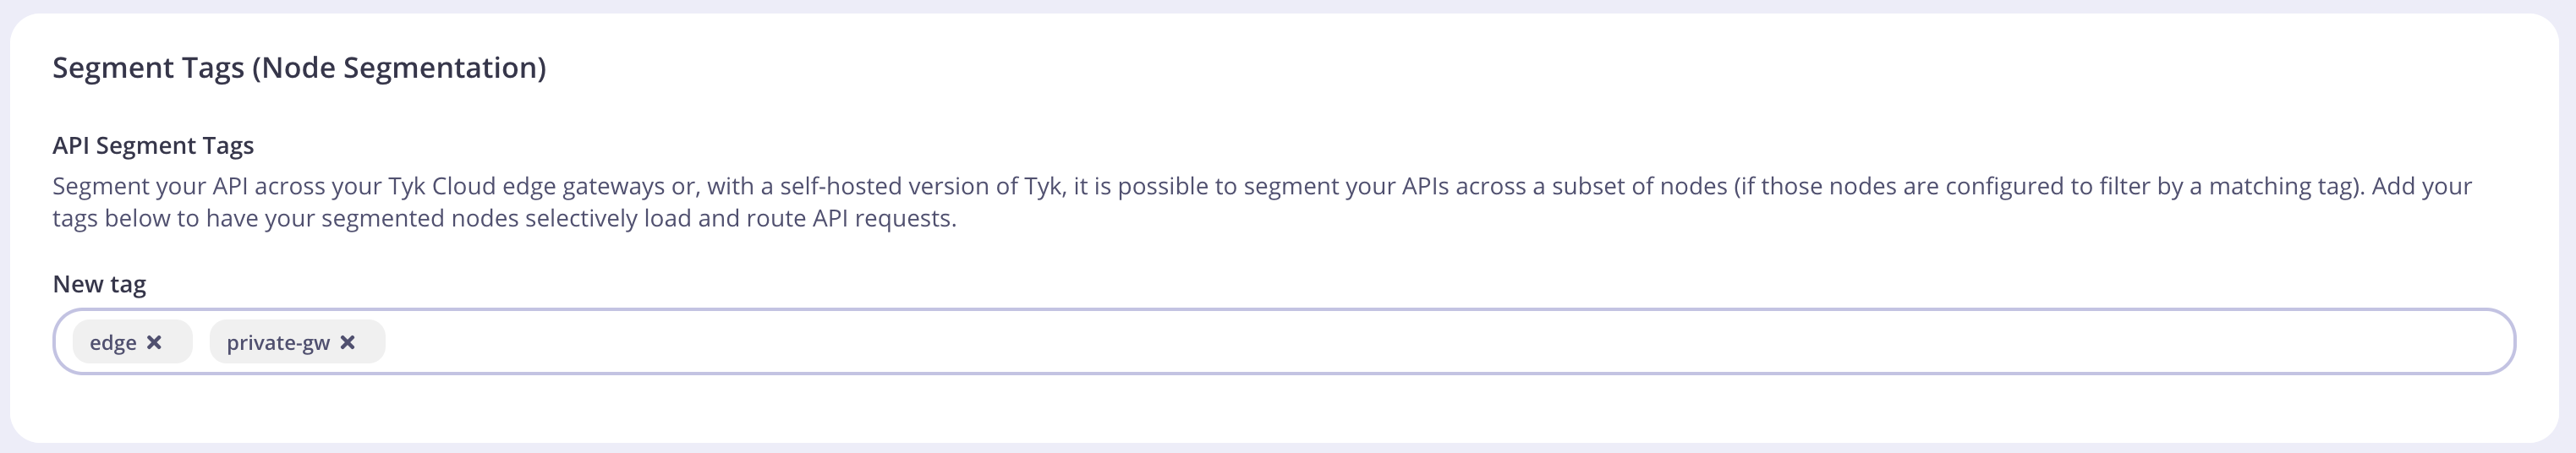 Segment Tags (Node Segmentation)
API Segment Tags
Segment your API across your Tyk Cloud edge gateways or, with a self-hosted version of Tyk, it is possible to segment your APIs across a subset of nodes (if those nodes are configured to filter by a matching tag). Add your
tags below to have your segmented nodes selectively load and route API requests.
New tag
edge private-gw